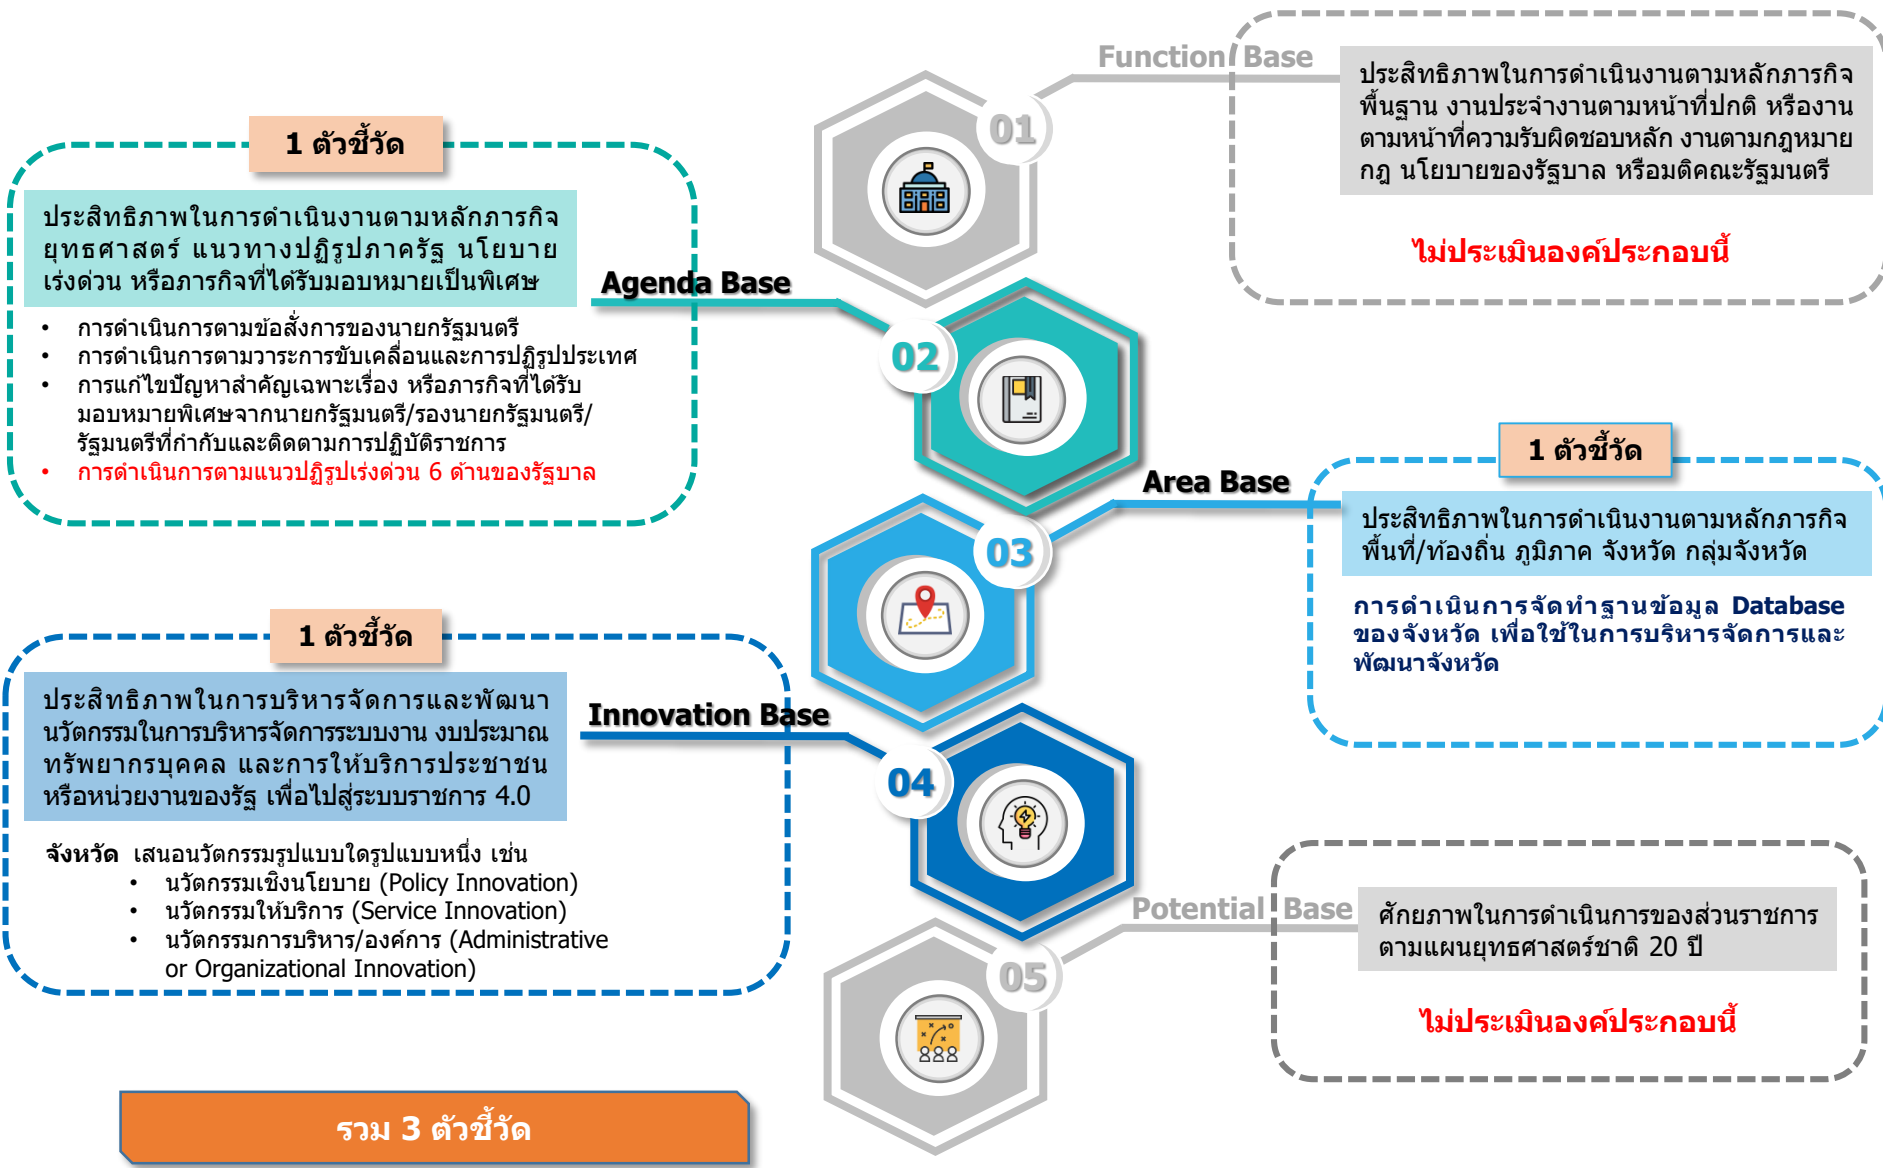 Function Base
01
ประสิทธิภาพในการดำเนินงานตามหลักภารกิจ
พื้นฐาน งานประจำงานตามหน้าที่ปกติ หรืองาน
ตามหน้าที่ความรับผิดชอบหลัก งานตามกฎหมาย
กฎ นโยบายของรัฐบาล หรือมติคณะรัฐมนตรี
ไม่ประเมินองค์ประกอบนี้
1 ตัวชี้วัด
ประสิทธิภาพในการดำเนินงานตามหลักภารกิจ
ยุทธศาสตร์ แนวทางปฏิรูปภาครัฐ นโยบาย
เร่งด่วน หรือภารกิจที่ได้รับมอบหมายเป็นพิเศษ
Agenda Base
02
• การดำเนินการตามข้อสั่งการของนายกรัฐมนตรี
• การดำเนินการตามวาระการขับเคลื่อนและการปฏิรูปประเทศ
• การแก้ไขปัญหาสำคัญเฉพาะเรื่อง หรือภารกิจที่ได้รับ
มอบหมายพิเศษจากนายกรัฐมนตรี/รองนายกรัฐมนตรี/
รัฐมนตรีที่กำกับและติดตามการปฏิบัติราชการ
• การดำเนินการตามแนวปฏิรูปเร่งด่วน 6 ด้านของรัฐบาล
1 ตัวชี้วัด
Area Base
03
ประสิทธิภาพในการดำเนินงานตามหลักภารกิจ
พื้นที่/ท้องถิ่น ภูมิภาค จังหวัด กลุ่มจังหวัด
การดำเนินการจัดทำฐานข้อมูล Database
ของจังหวัด เพื่อใช้ในการบริหารจัดการและ
พัฒนาจังหวัด
1 ตัวชี้วัด
ประสิทธิภาพในการบริหารจัดการและพัฒนา
นวัตกรรมในการบริหารจัดการระบบงาน งบประมาณ
ทรัพยากรบุคคล และการให้บริการประชาชน
หรือหน่วยงานของรัฐ เพื่อไปสู่ระบบราชการ 4.0
Innovation Base
04
จังหวัด เสนอนวัตกรรมรูปแบบใดรูปแบบหนึ่ง เช่น
• นวัตกรรมเชิงนโยบาย (Policy Innovation)
• นวัตกรรมให้บริการ (Service Innovation)
• นวัตกรรมการบริหาร/องค์การ (Administrative
or Organizational Innovation)
Potential Base
05
ศักยภาพในการดำเนินการของส่วนราชการ
ตามแผนยุทธศาสตร์ชาติ 20 ปี
ไม่ประเมินองค์ประกอบนี้
รวม 3 ตัวชี้วัด